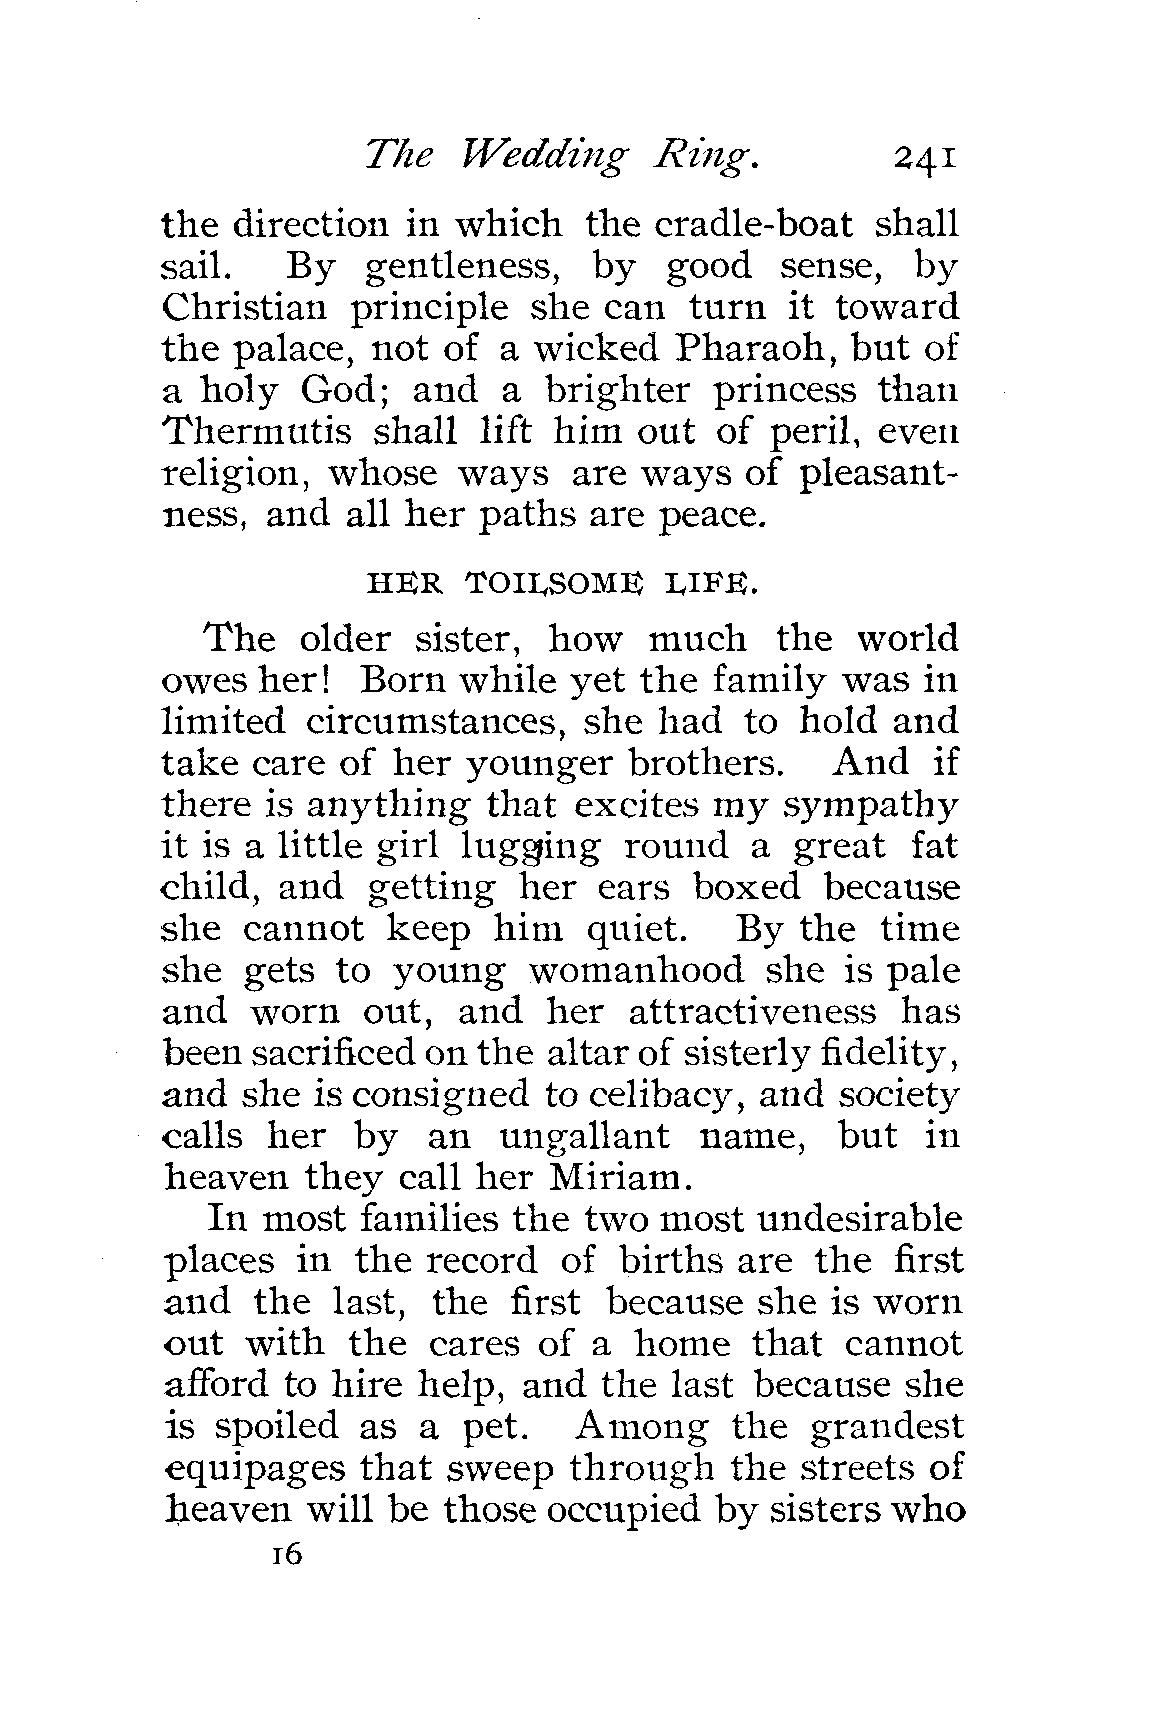 The Wedding Ring. 241
the direction in which the cradle-boat shall
sail. By gentleness, by good sense, by
Christian principle she can turn it toward
the palace, not of a wicked Pharaoh, but of
a holy God; and a brighter princess than
Thermutis shall lift him out of peril, even
religion, whose ways are ways of pleasant-
ness, and all her paths are peace.
HER TOILSOME LIFE.
The older sister, how much the world
owes her! Born while yet the family was in
limited circumstances, she had to hold and
take care of her younger brothers. And if
there is anything that excites my sympathy
it is a little girl lugging round a great fat
child, and getting her ears boxed because
she cannot keep him quiet. By the time
she gets to young womanhood she is pale
and worn out, and her attractiveness has
been sacrificed on the altar of sisterly fidelity,
and she is consigned to celibacy, and society
calls her by an ungallant name, but in
heaven they call her Miriam.
In most families the two most undesirable
places in the record of births are the first
and the last, the first because she is worn
out with the cares of a home that cannot
afford to hire help, and the last because she
is spoiled as a pet. Among the grandest
equipages that sweep through the streets of
heaven will be those occupied by sisters who
16